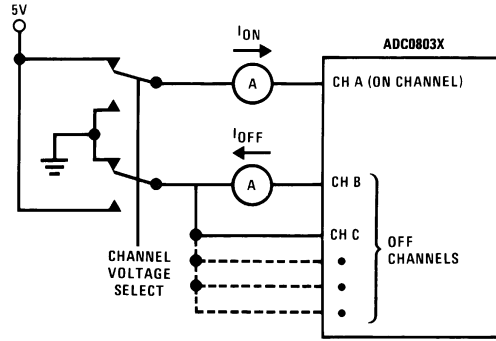 5V
ION
ADC0803X
A
CH A (ON CHANNEL)
IOFF
A
CH B
CH C
OFF
CHANNELS
CHANNEL
VOLTAGE
SELECT